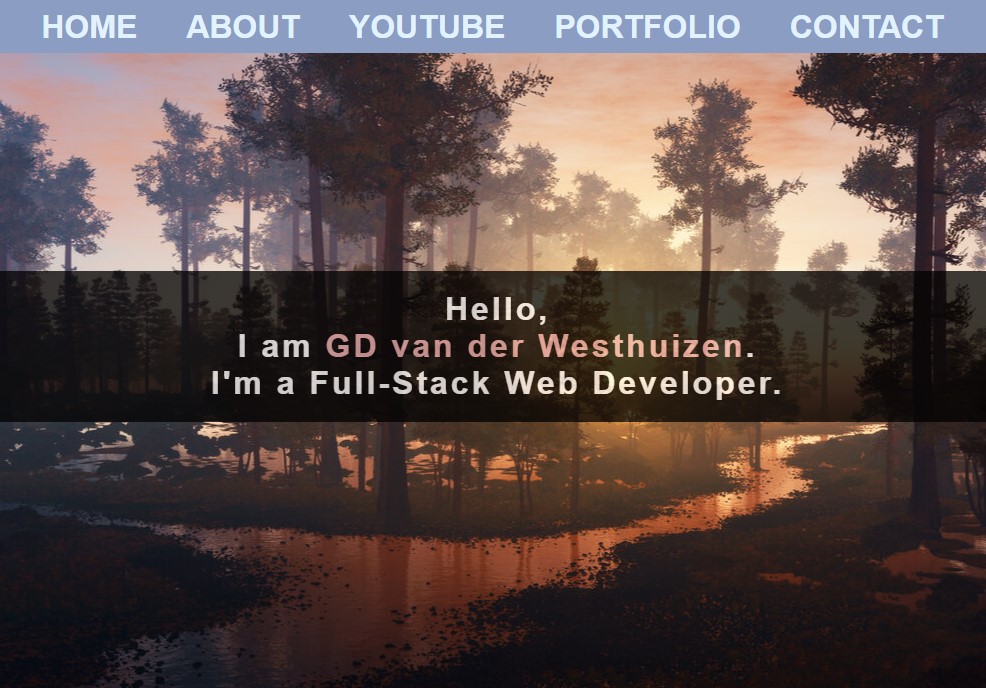 HOME ABOUT YOUTUBE PORTFOLIO CONTACT
Hello,
I am GD van der Westhuizen.
I'm a Full-Stack Web Developer.